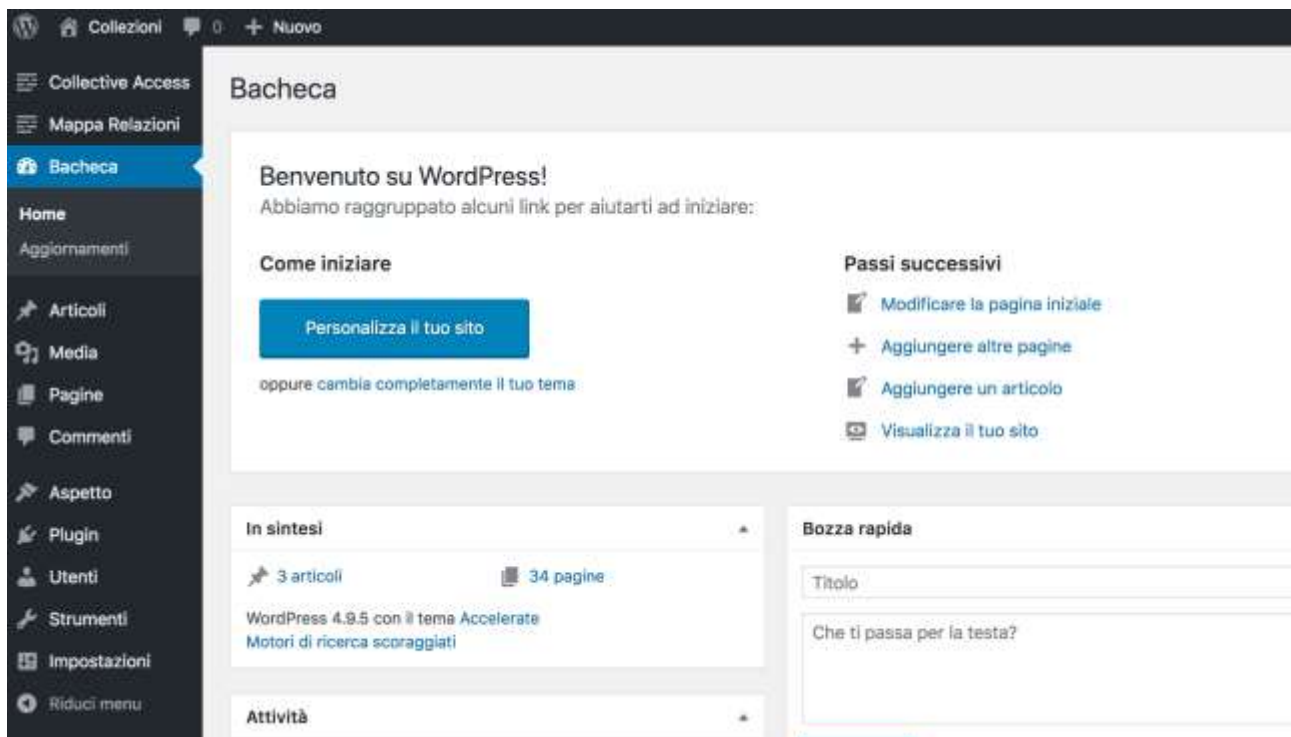 Collezioni 0 + Nuovo
Collective Access
Mappa Relazioni
Bacheca
Home
Aggiornamenti
Articoli
Media
Pagine
Commenti
Aspetto
Plugin
Utenti
Strumenti
Impostazioni
Riduci menu
Bacheca
Benvenuto su WordPress!
Abbiamo raggruppato alcuni link per aiutarti ad iniziare:
Come iniziare
Personalizza il tuo sito
oppure cambia completamente il tuo tema
Passi successivi
Modificare la pagina iniziale
Aggiungere altre pagine
Aggiungere un articolo
Visualizza il tuo sito
In sintesi
3 articoli 34 pagine
WordPress 4.9.5 con il tema Accelerate
Motori di ricerca scoraggiati
Attività
Bozza rapida
Titolo
Che ti passa per la testa?